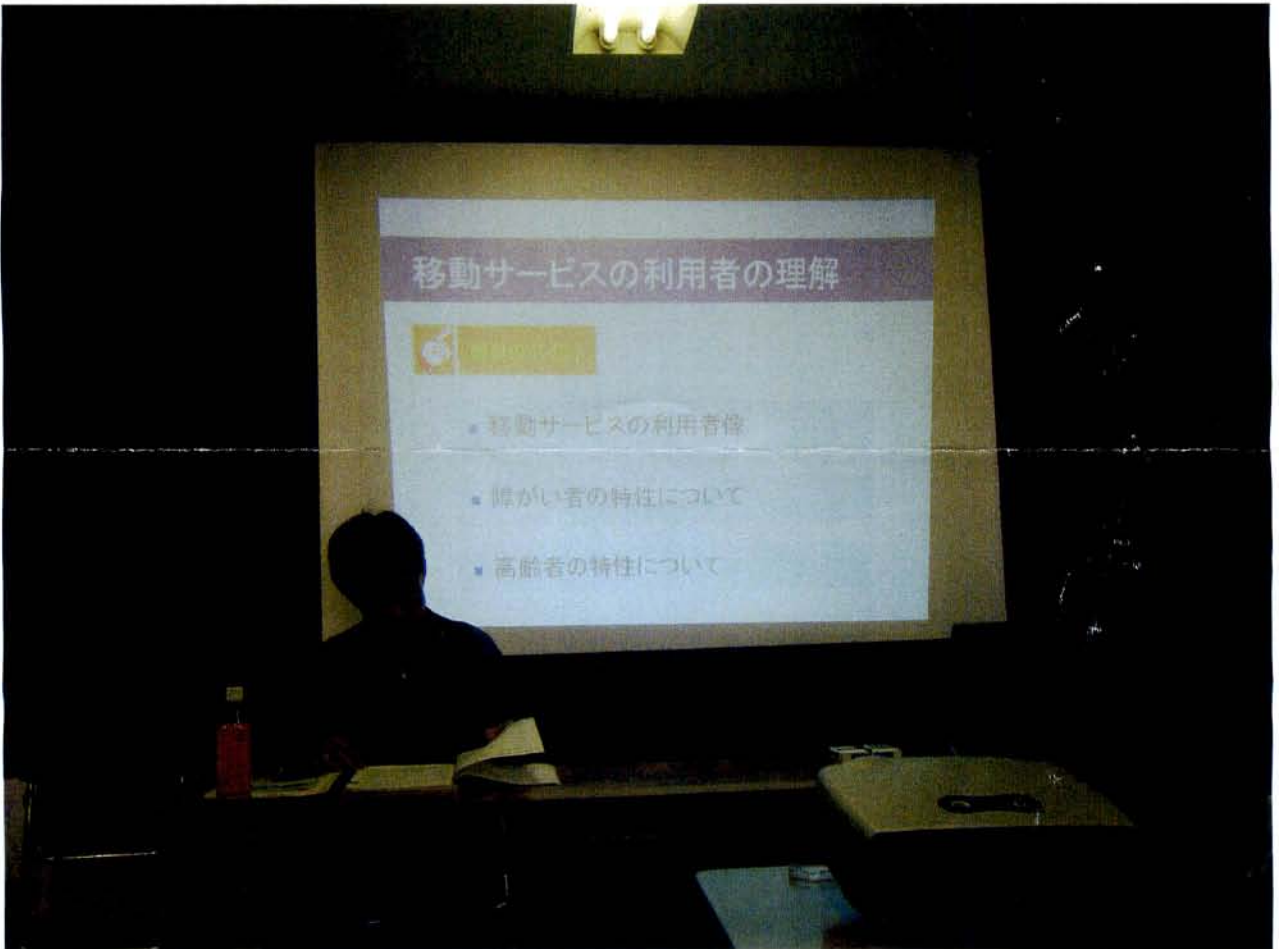 移動サービスの利用者の理解
移動サービスの利用者像
障がい者の特性について
高齢者の特性について